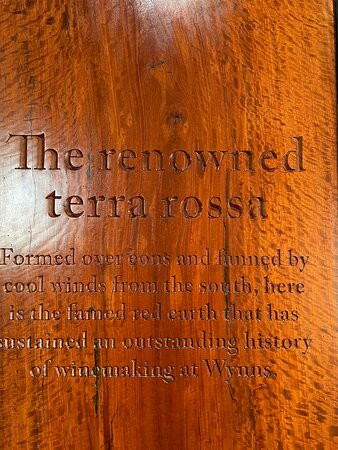 The renowned
terra rossa
Formed over eons and fanned by
cool winds from the south, here
is the famed red earth that has
sustained an outstanding history
of winemaking at Wynns.